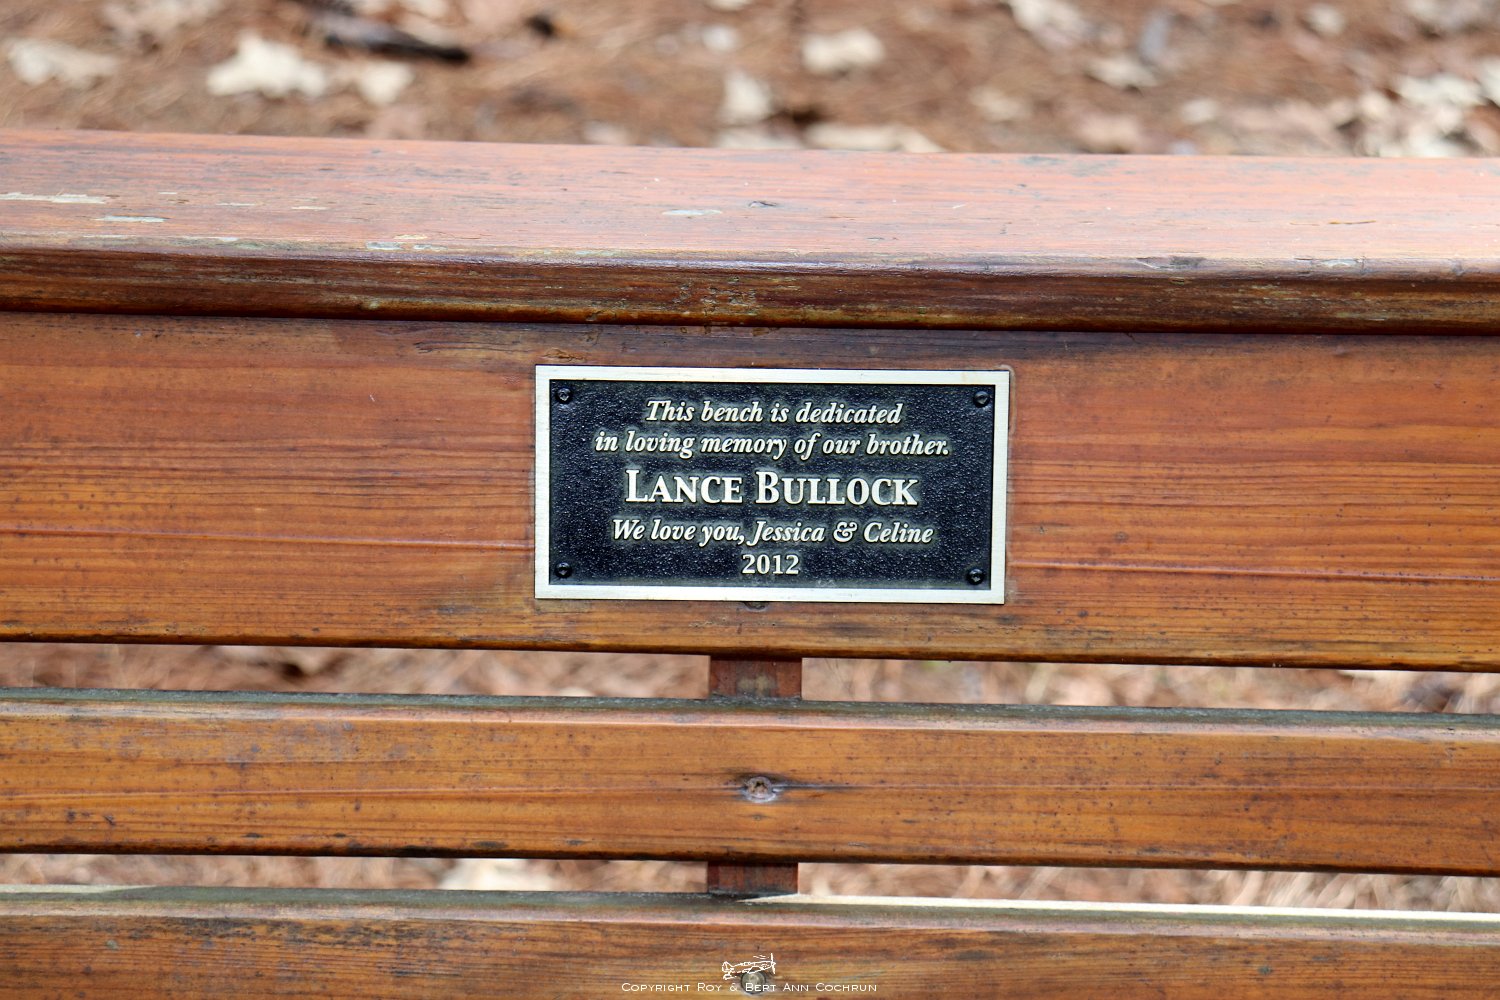 This bench is dedicated
in loving memory of our brother.
LANCE BULLOCK
We love you, Jessica & Celine
2012
COPYRIGHT ROY & BERT ANN COCHRUN